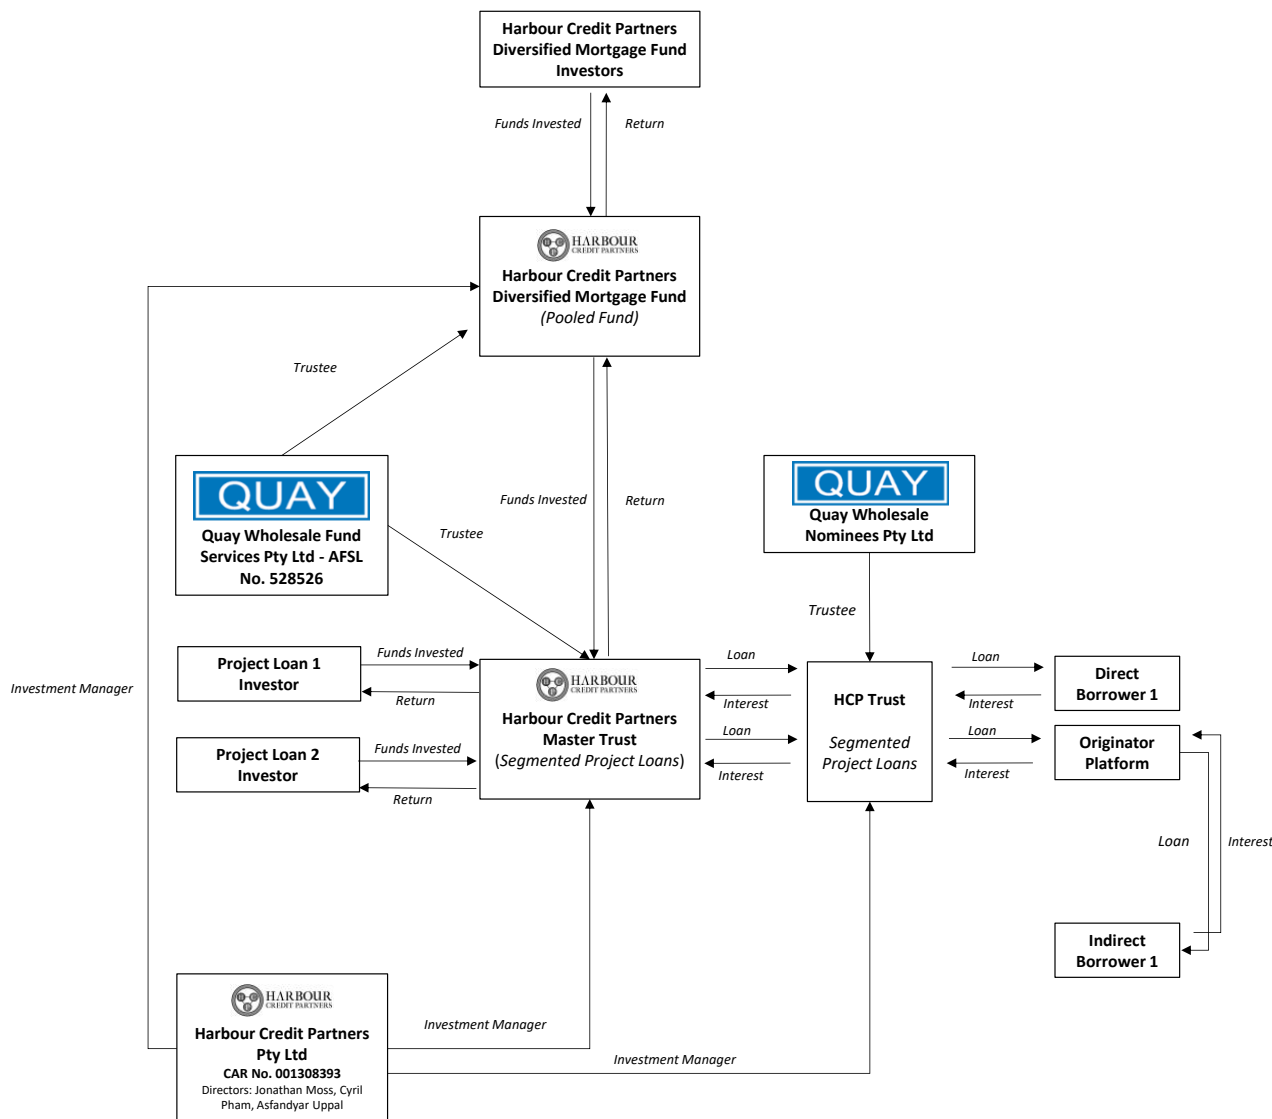 Harbour Credit Partners
Diversified Mortgage Fund
Investors
Funds Invested
Return
HARBOUR
CREDIT PARTNERS
Harbour Credit Partners
Diversified Mortgage Fund
(Pooled Fund)
Trustee
QUAY
Quay Wholesale Fund
Services Pty Ltd - AFSL
No. 528526
Trustee
Funds Invested
Return
QUAY
Quay Wholesale
Nominees Pty Ltd
Trustee
Project Loan 1
Investor
Funds Invested
Return
Project Loan 2
Investor
Funds Invested
Return
Investment Manager
HARBOUR
CREDIT PARTNERS
Harbour Credit Partners
Master Trust
(Segmented Project Loans)
Loan
Interest
Loan
Interest
HCP Trust
Segmented
Project Loans
Loan
Interest
Loan
Interest
Direct
Borrower 1
Originator
Platform
Loan
Interest
Indirect
Borrower 1
HARBOUR
CREDIT PARTNERS
Harbour Credit Partners
Pty Ltd
CAR No. 001308393
Directors: Jonathan Moss, Cyril
Pham, Asfandyar Uppal
Investment Manager
Investment Manager